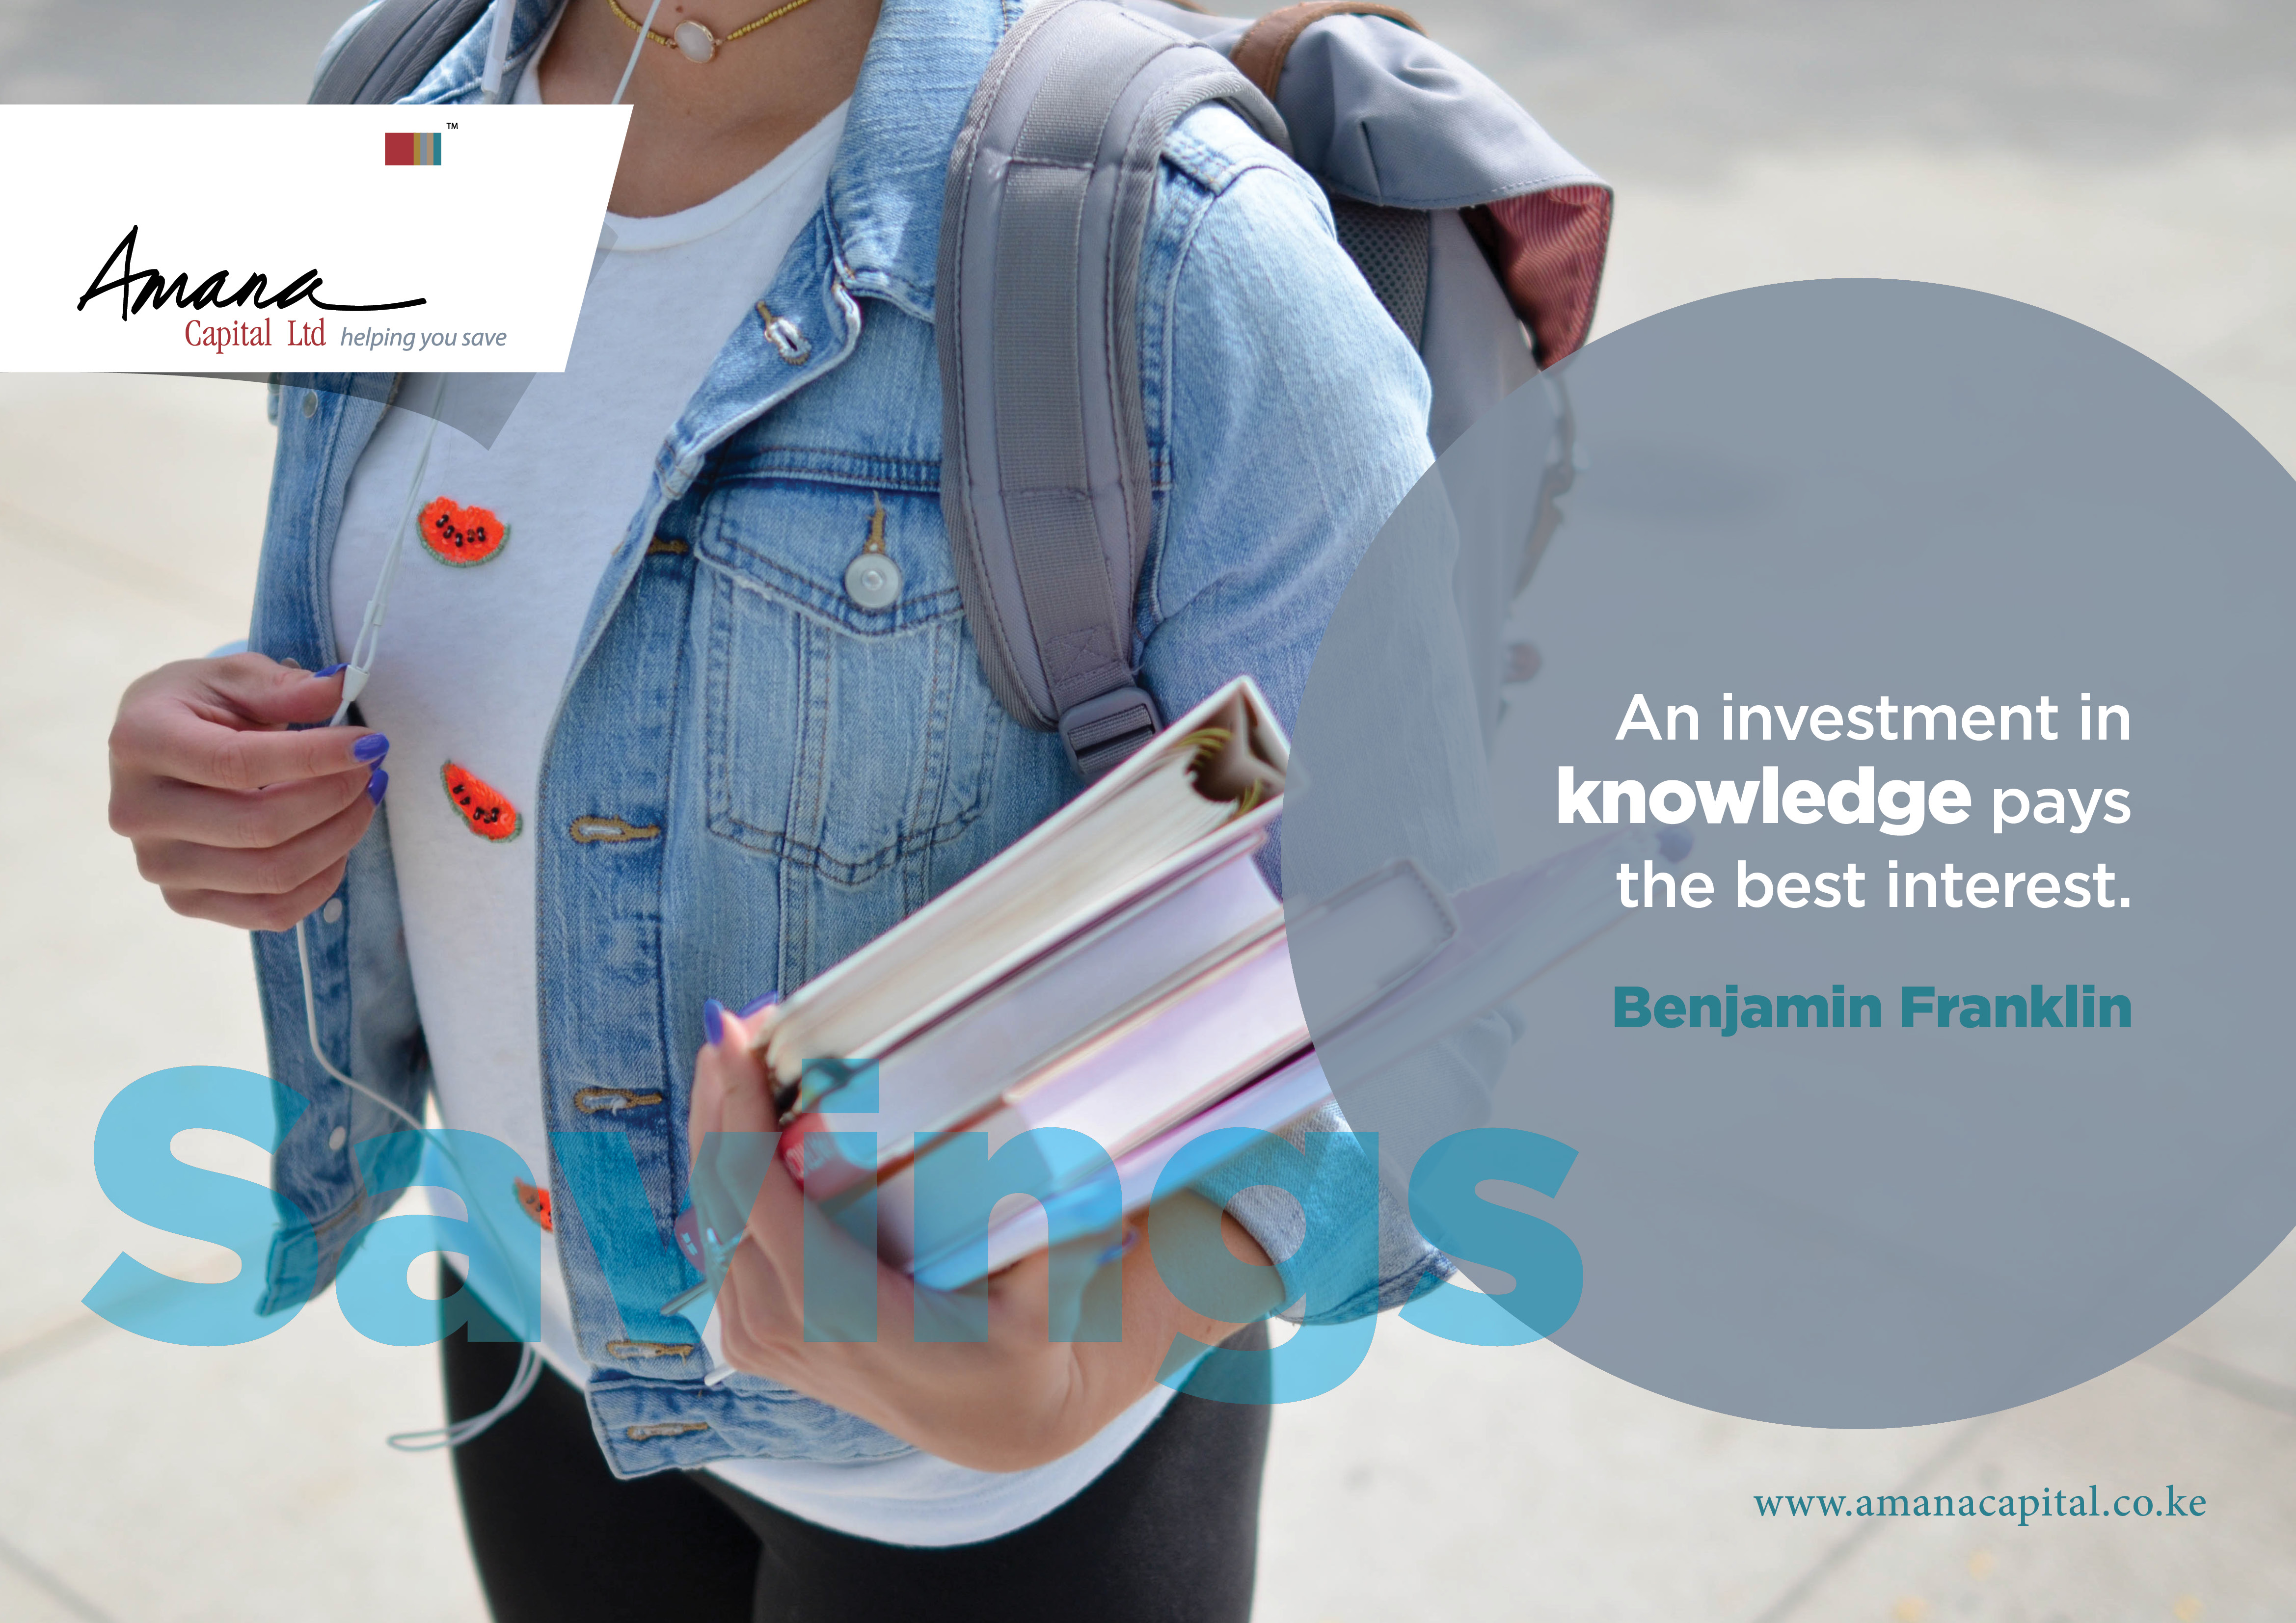 ™
Amana
Capital Ltd helping you save
An investment in
knowledge pays
the best interest.
Benjamin Franklin
Savings
www.amanacapital.co.ke